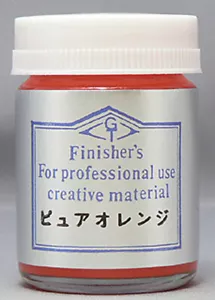 G
Finisher's
For professional use
creative material
ピュアオレンジ